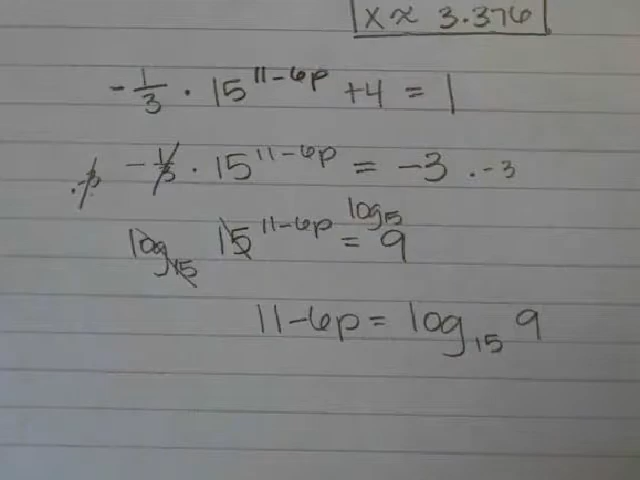 x ≈ 3.376
-1/3 · 15^(11-6p) + 4 = 1
·-3 -1/3 · 15^(11-6p) = -3 · -3
log₁₅ 15^(11-6p) = log₁₅ 9
11-6p = log₁₅ 9